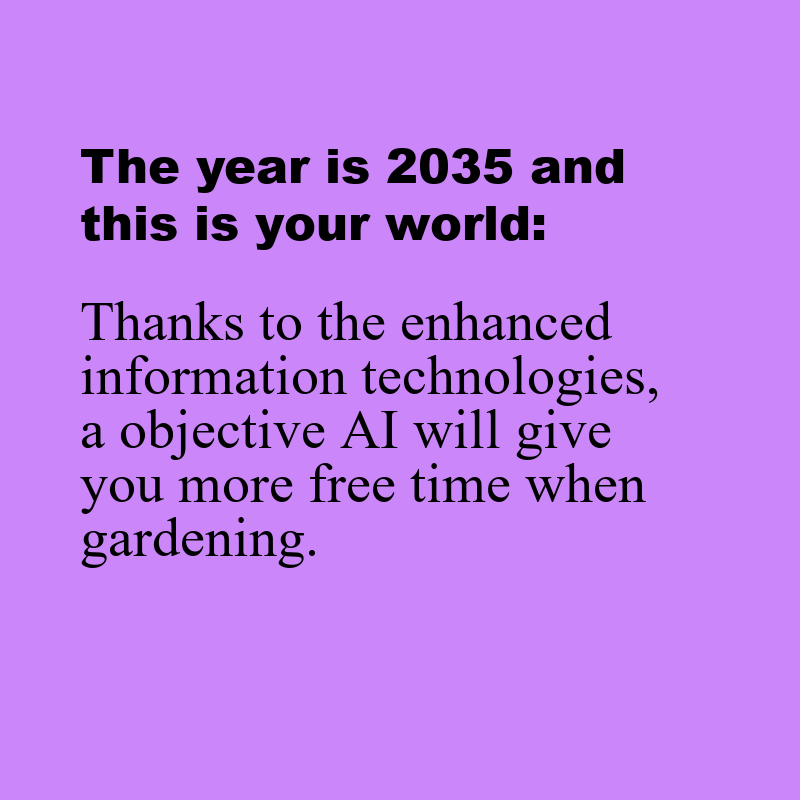 The year is 2035 and
this is your world:
Thanks to the enhanced
information technologies,
a objective AI will give
you more free time when
gardening.